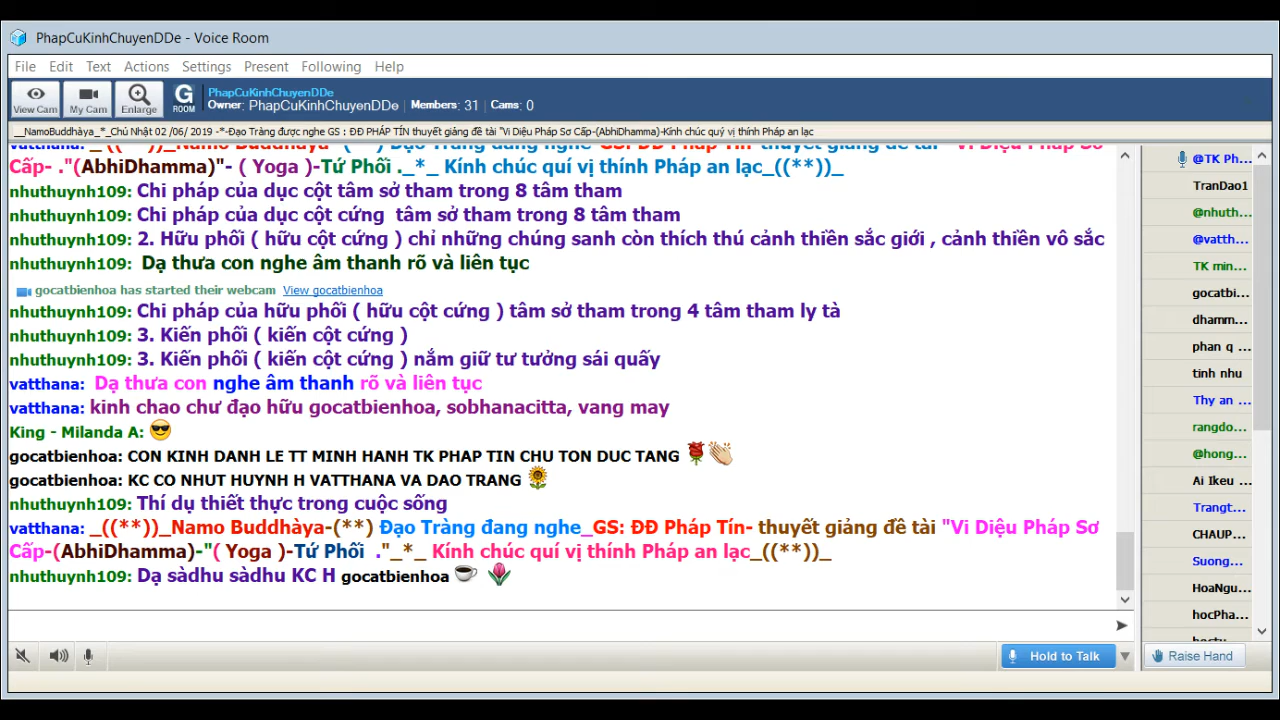 PhapCuKinhChuyenDDe - Voice Room
File Edit Text Actions Settings Present Following Help
View Cam My Cam Enlarge G ROOM PhapCuKinhChuyenDDe
Owner: PhapCuKinhChuyenDDe Members: 31 Cams: 0
__NamoBuddhàya_*_Chủ Nhật 02 /06/ 2019 -*-Đạo Tràng được nghe GS : ĐĐ PHÁP TÍN thuyết giảng đề tài "Vi Diệu Pháp Sơ Cấp-(AbhiDhamma)-Kính chúc quý vị thính Pháp an lạc
Cấp- ."(AbhiDhamma)"- ( Yoga )-Tứ Phối ._*_ Kính chúc quí vị thính Pháp an lạc_((**))_
nhuthuynh109: Chi pháp của dục cột tâm sở tham trong 8 tâm tham
nhuthuynh109: Chi pháp của dục cột cứng tâm sở tham trong 8 tâm tham
nhuthuynh109: 2. Hữu phối ( hữu cột cứng ) chỉ những chúng sanh còn thích thú cảnh thiền sắc giới , cảnh thiền vô sắc
nhuthuynh109: Dạ thưa con nghe âm thanh rõ và liên tục
gocatbienhoa has started their webcam View gocatbienhoa
nhuthuynh109: Chi pháp của hữu phối ( hữu cột cứng ) tâm sở tham trong 4 tâm tham ly tà
nhuthuynh109: 3. Kiến phối ( kiến cột cứng )
nhuthuynh109: 3. Kiến phối ( kiến cột cứng ) nắm giữ tư tưởng sái quấy
vatthana: Dạ thưa con nghe âm thanh rõ và liên tục
vatthana: kinh chao chư đạo hữu gocatbienhoa, sobhanacitta, vang may
King - Milanda A:
gocatbienhoa: CON KINH DANH LE TT MINH HANH TK PHAP TIN CHU TON DUC TANG
gocatbienhoa: KC CO NHUT HUYNH H VATTHANA VA DAO TRANG
nhuthuynh109: Thí dụ thiết thực trong cuộc sống
vatthana: _((**))_Namo Buddhàya-(**) Đạo Tràng đang nghe_GS: ĐĐ Pháp Tín- thuyết giảng đề tài "Vi Diệu Pháp Sơ
Cấp-(AbhiDhamma)-"( Yoga )-Tứ Phối ."_*_ Kính chúc quí vị thính Pháp an lạc_((**))_
nhuthuynh109: Dạ sàdhu sàdhu KC H gocatbienhoa
@TK Ph...
TranDao1
@nhuth...
@vatth...
TK min...
gocatbi...
dhamm...
phan q ...
tinh nhu
Thy an ...
rangdo...
@hong...
Ai Ikeu ...
Trangt...
CHAUP...
Suong...
HoaNgu...
hocPha...
Hold to Talk
Raise Hand